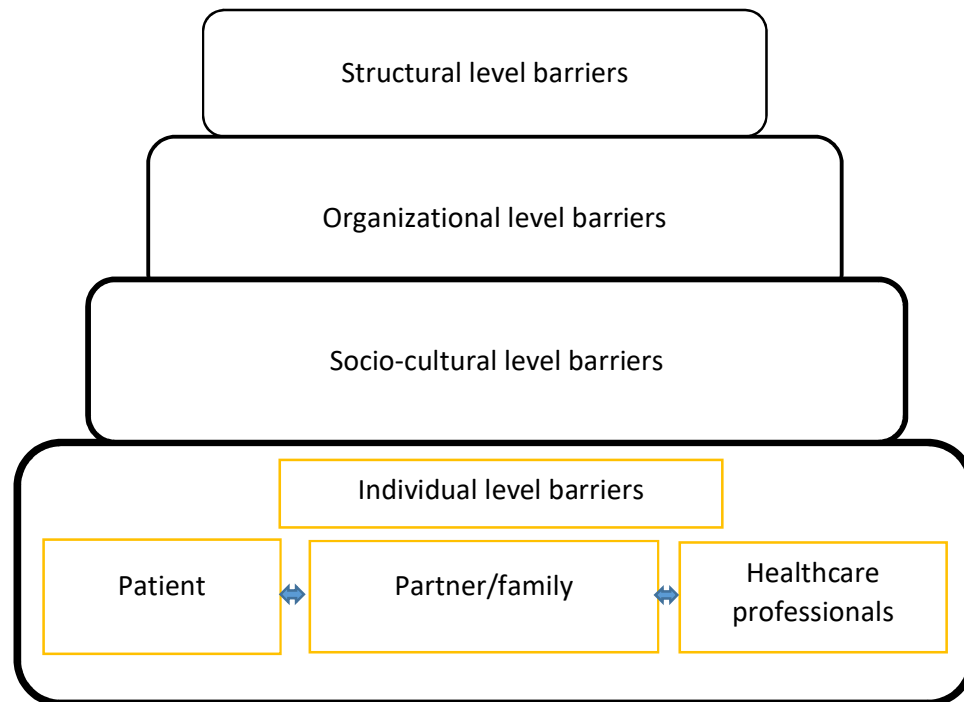 Structural level barriers
Organizational level barriers
Socio-cultural level barriers
Individual level barriers
Patient
Partner/family
Healthcare
professionals